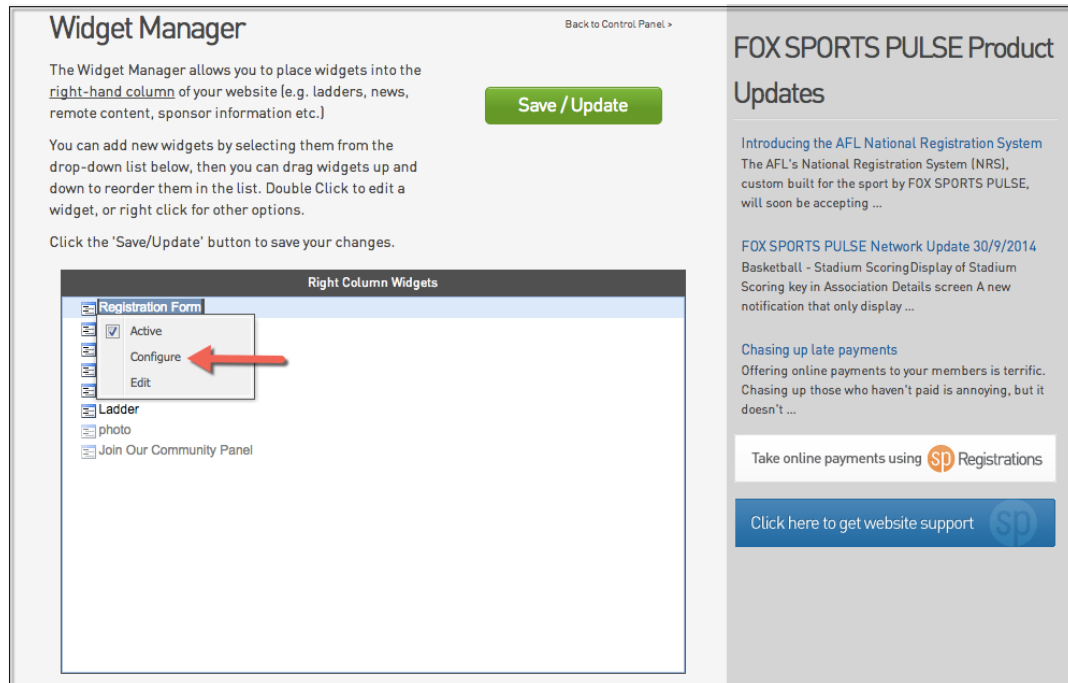 Widget Manager
Back to Control Panel >
The Widget Manager allows you to place widgets into the
right-hand column of your website (e.g. ladders, news,
remote content, sponsor information etc.)
Save / Update
You can add new widgets by selecting them from the
drop-down list below, then you can drag widgets up and
down to reorder them in the list. Double Click to edit a
widget, or right click for other options.
Click the 'Save/Update' button to save your changes.
Right Column Widgets
Registration Form
Active
Configure
Edit
Ladder
photo
Join Our Community Panel
FOX SPORTS PULSE Product
Updates
Introducing the AFL National Registration System
The AFL's National Registration System (NRS),
custom built for the sport by FOX SPORTS PULSE,
will soon be accepting ...
FOX SPORTS PULSE Network Update 30/9/2014
Basketball - Stadium ScoringDisplay of Stadium
Scoring key in Association Details screen A new
notification that only display ...
Chasing up late payments
Offering online payments to your members is terrific.
Chasing up those who haven't paid is annoying, but it
doesn't ...
Take online payments using sp Registrations
Click here to get website support sp